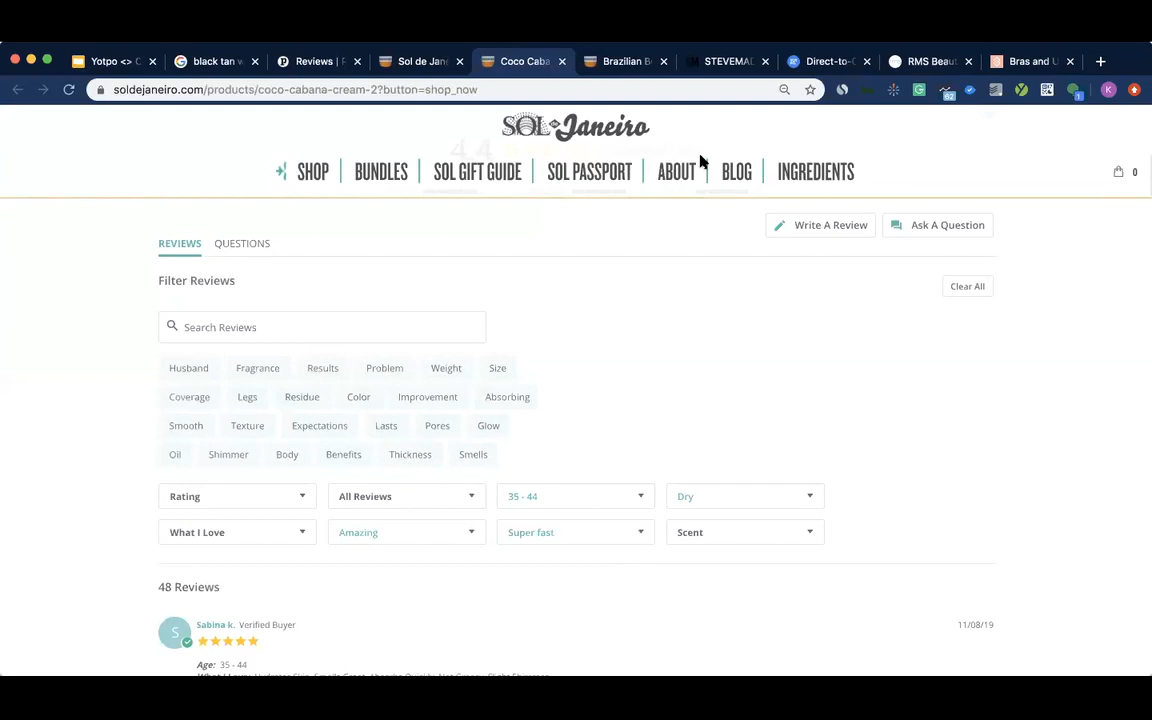 Yotpo <> C
black tan w
Reviews | F
Sol de Jane
Coco Caba
Brazilian B
STEVEMAD
Direct-to-C
RMS Beaut
Bras and U
soldejaneiro.com/products/coco-cabana-cream-2?button=shop_now
62
1
K
SOL DE Janeiro
SHOP
BUNDLES
SOL GIFT GUIDE
SOL PASSPORT
ABOUT
BLOG
INGREDIENTS
0
Write A Review
Ask A Question
REVIEWS
QUESTIONS
Filter Reviews
Clear All
Search Reviews
Husband Fragrance Results Problem Weight Size
Coverage Legs Residue Color Improvement Absorbing
Smooth Texture Expectations Lasts Pores Glow
Oil Shimmer Body Benefits Thickness Smells
Rating All Reviews 35 - 44 Dry
What I Love Amazing Super fast Scent
48 Reviews
S
Sabina k. Verified Buyer
11/08/19
Age: 35 - 44